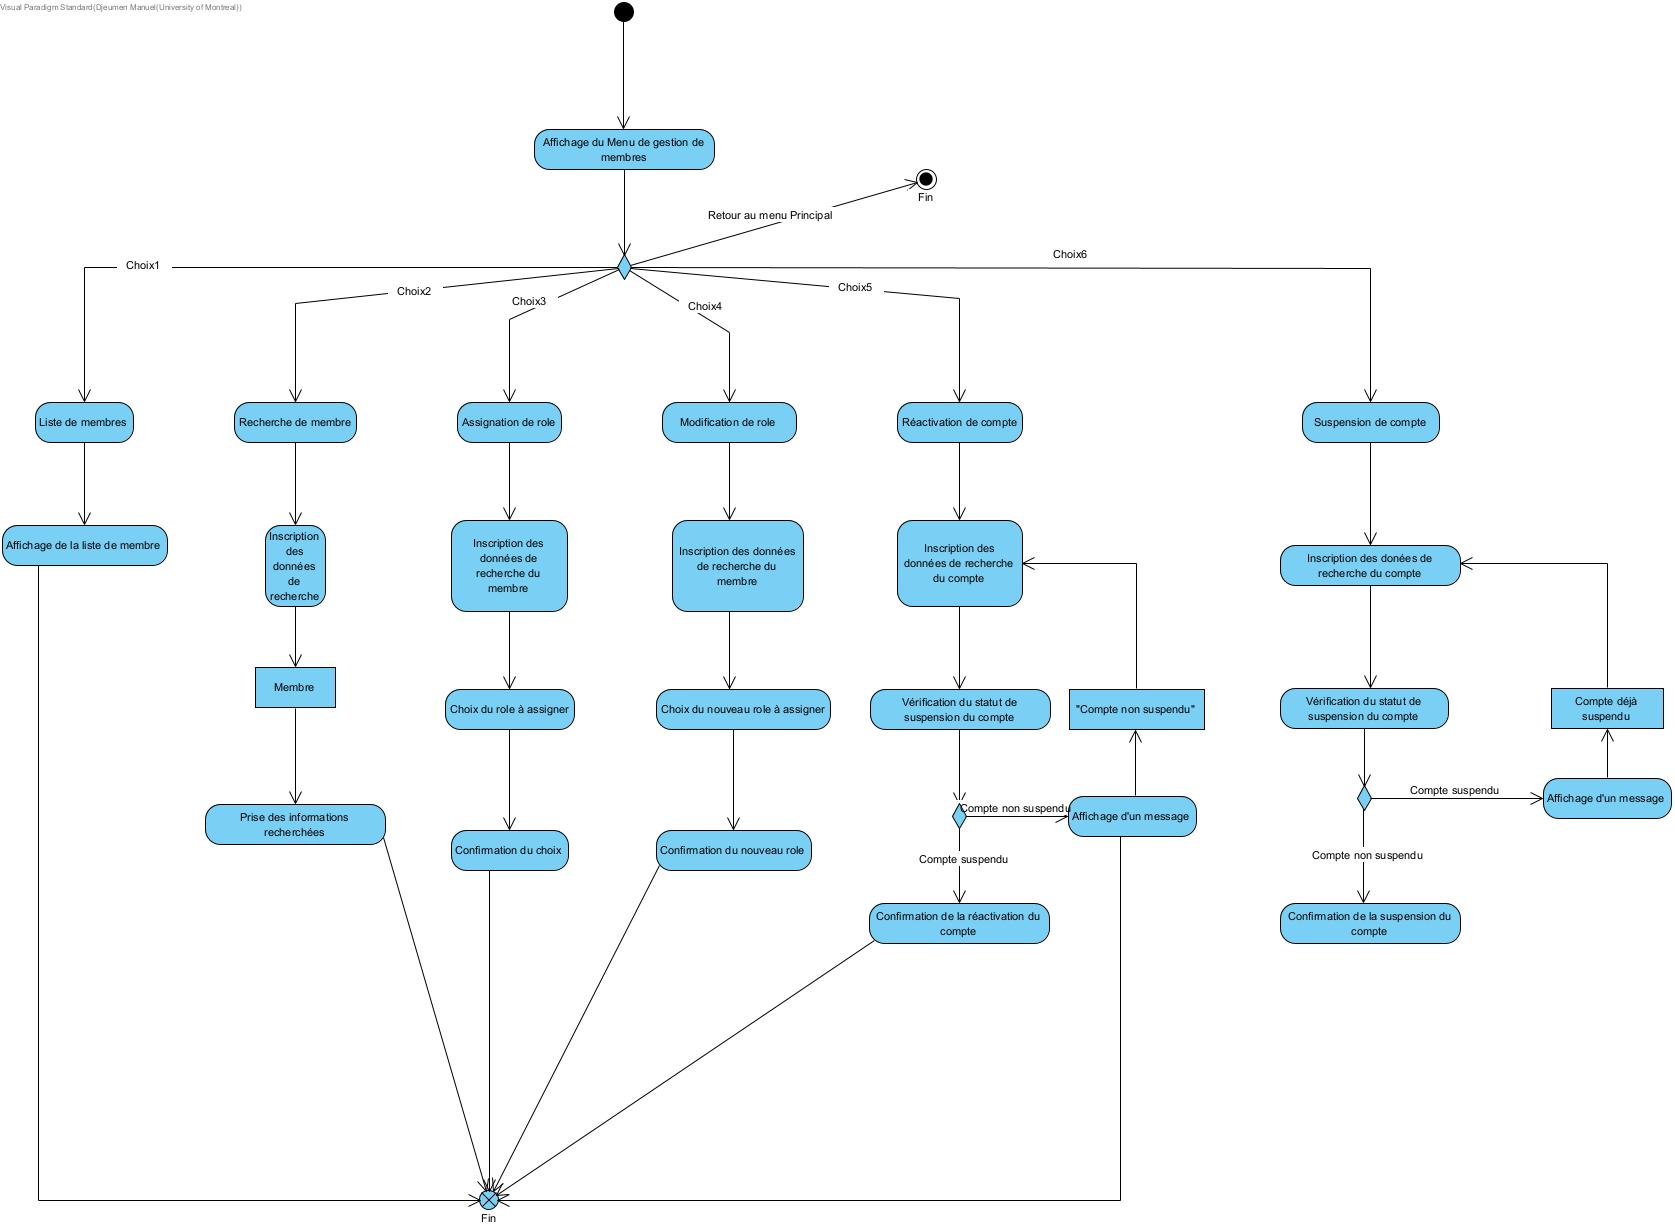 Visual Paradigm Standard(Djeumen Manuel(University of Montreal))
Affichage du Menu de gestion de
membres
Fin
Retour au menu Principal
Choix1
Choix2
Choix3
Choix4
Choix5
Choix6
Liste de membres
Recherche de membre
Assignation de role
Modification de role
Réactivation de compte
Suspension de compte
Affichage de la liste de membre
Inscription
des
données
de
recherche
Inscription des
données de
recherche du
membre
Inscription des données
de recherche du
membre
Inscription des
données de recherche
du compte
Inscription des donées de
recherche du compte
Membre
Choix du role à assigner
Choix du nouveau role à assigner
Vérification du statut de
suspension du compte
"Compte non suspendu"
Vérification du statut de
suspension du compte
Compte déjà
suspendu
Prise des informations
recherchées
Confirmation du choix
Confirmation du nouveau role
Compte non suspendu
Affichage d'un message
Compte suspendu
Affichage d'un message
Compte suspendu
Compte non suspendu
Confirmation de la réactivation du
compte
Confirmation de la suspension du
compte
Fin